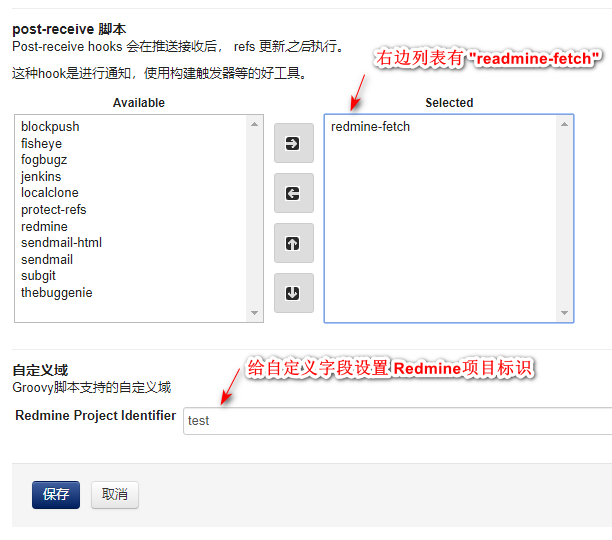 post-receive 脚本
Post-receive hooks 会在推送接收后， refs 更新之后执行。
右边列表有 "readmine-fetch"
这种hook是进行通知，使用构建触发器等的好工具。
Available
Selected
blockpush
fisheye
fogbugz
jenkins
localclone
protect-refs
redmine
sendmail-html
sendmail
subgit
thebuggenie
redmine-fetch
自定义域
给自定义字段设置 Redmine项目标识
Groovy脚本支持的自定义域
Redmine Project Identifier
test
保存
取消